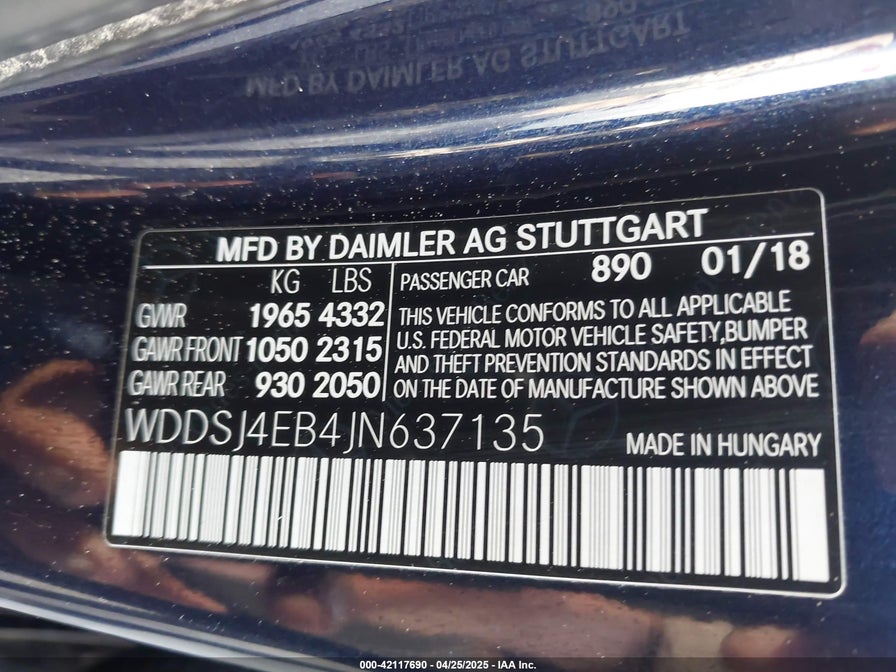 MFD BY DAIMLER AG STUTTGART
KG LBS
GVWR 1965 4332
GAWR FRONT 1050 2315
GAWR REAR 930 2050
PASSENGER CAR 890 01/18
THIS VEHICLE CONFORMS TO ALL APPLICABLE
U.S. FEDERAL MOTOR VEHICLE SAFETY,BUMPER
AND THEFT PREVENTION STANDARDS IN EFFECT
ON THE DATE OF MANUFACTURE SHOWN ABOVE
WDDSJ4EB4JN637135
MADE IN HUNGARY
000-42117690 - 04/25/2025 - IAA Inc.